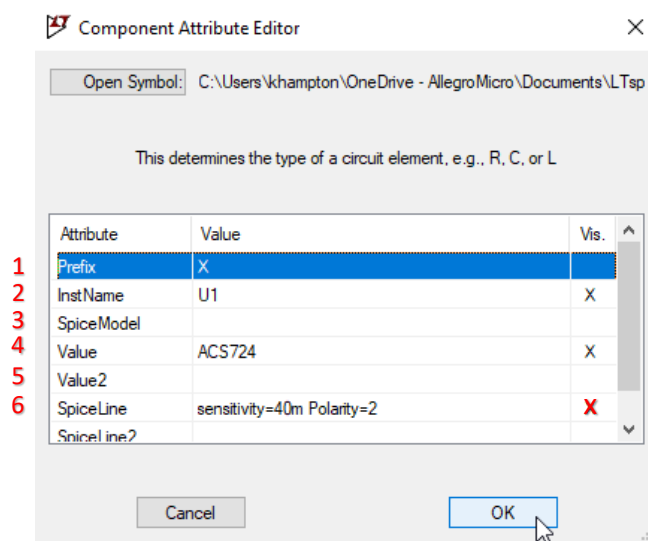 Component Attribute Editor
Open Symbol: C:\Users\khampton\OneDrive - AllegroMicro\Documents\LTsp
This determines the type of a circuit element, e.g., R, C, or L
Attribute Value Vis.
1 Prefix X
2 InstName U1 X
3 SpiceModel
4 Value ACS724 X
5 Value2
6 SpiceLine sensitivity=40m Polarity=2 X
SpiceLine2
Cancel OK